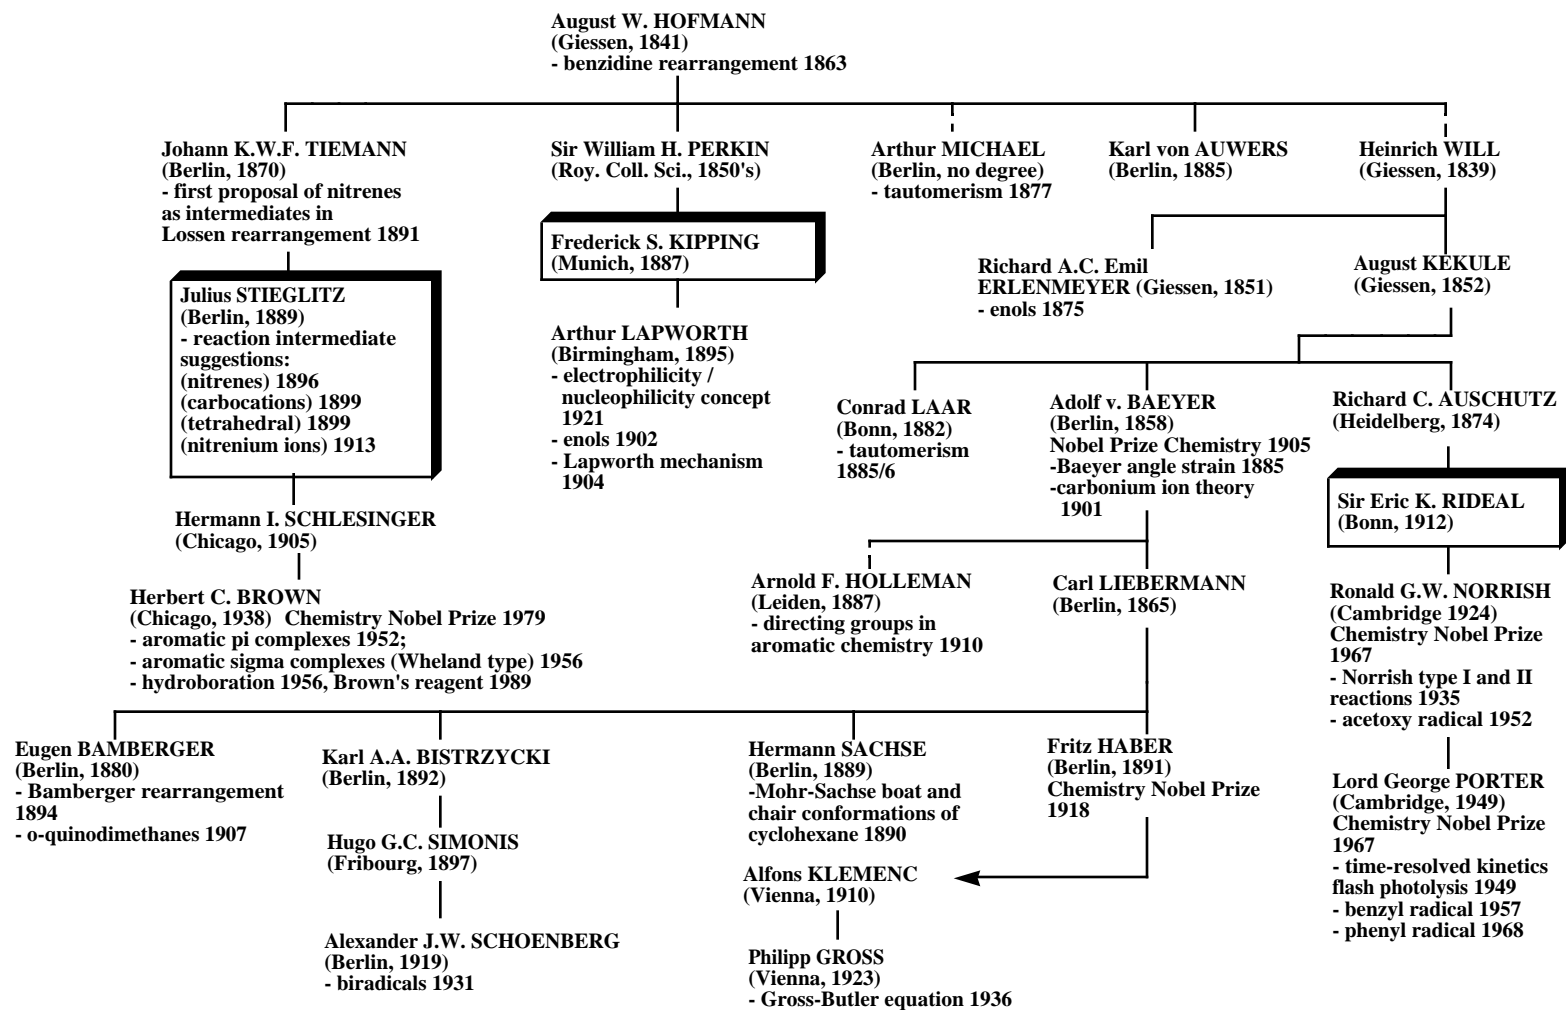 August W. HOFMANN
(Giessen, 1841)
- benzidine rearrangement 1863
Johann K.W.F. TIEMANN
(Berlin, 1870)
- first proposal of nitrenes
as intermediates in
Lossen rearrangement 1891
Sir William H. PERKIN
(Roy. Coll. Sci., 1850's)
Arthur MICHAEL
(Berlin, no degree)
- tautomerism 1877
Karl von AUWERS
(Berlin, 1885)
Heinrich WILL
(Giessen, 1839)
Frederick S. KIPPING
(Munich, 1887)
Richard A.C. Emil
ERLENMEYER (Giessen, 1851)
- enols 1875
August KEKULE
(Giessen, 1852)
Julius STIEGLITZ
(Berlin, 1889)
- reaction intermediate
suggestions:
(nitrenes) 1896
(carbocations) 1899
(tetrahedral) 1899
(nitrenium ions) 1913
Arthur LAPWORTH
(Birmingham, 1895)
- electrophilicity /
nucleophilicity concept
1921
- enols 1902
- Lapworth mechanism
1904
Conrad LAAR
(Bonn, 1882)
- tautomerism
1885/6
Adolf v. BAEYER
(Berlin, 1858)
Nobel Prize Chemistry 1905
-Baeyer angle strain 1885
-carbonium ion theory
1901
Richard C. AUSCHUTZ
(Heidelberg, 1874)
Sir Eric K. RIDEAL
(Bonn, 1912)
Hermann I. SCHLESINGER
(Chicago, 1905)
Herbert C. BROWN
(Chicago, 1938) Chemistry Nobel Prize 1979
- aromatic pi complexes 1952;
- aromatic sigma complexes (Wheland type) 1956
- hydroboration 1956, Brown's reagent 1989
Arnold F. HOLLEMAN
(Leiden, 1887)
- directing groups in
aromatic chemistry 1910
Carl LIEBERMANN
(Berlin, 1865)
Ronald G.W. NORRISH
(Cambridge 1924)
Chemistry Nobel Prize
1967
- Norrish type I and II
reactions 1935
- acetoxy radical 1952
Eugen BAMBERGER
(Berlin, 1880)
- Bamberger rearrangement
1894
- o-quinodimethanes 1907
Karl A.A. BISTRZYCKI
(Berlin, 1892)
Hermann SACHSE
(Berlin, 1889)
-Mohr-Sachse boat and
chair conformations of
cyclohexane 1890
Fritz HABER
(Berlin, 1891)
Chemistry Nobel Prize
1918
Lord George PORTER
(Cambridge, 1949)
Chemistry Nobel Prize
1967
- time-resolved kinetics
flash photolysis 1949
- benzyl radical 1957
- phenyl radical 1968
Hugo G.C. SIMONIS
(Fribourg, 1897)
Alfons KLEMENC
(Vienna, 1910)
Alexander J.W. SCHOENBERG
(Berlin, 1919)
- biradicals 1931
Philipp GROSS
(Vienna, 1923)
- Gross-Butler equation 1936